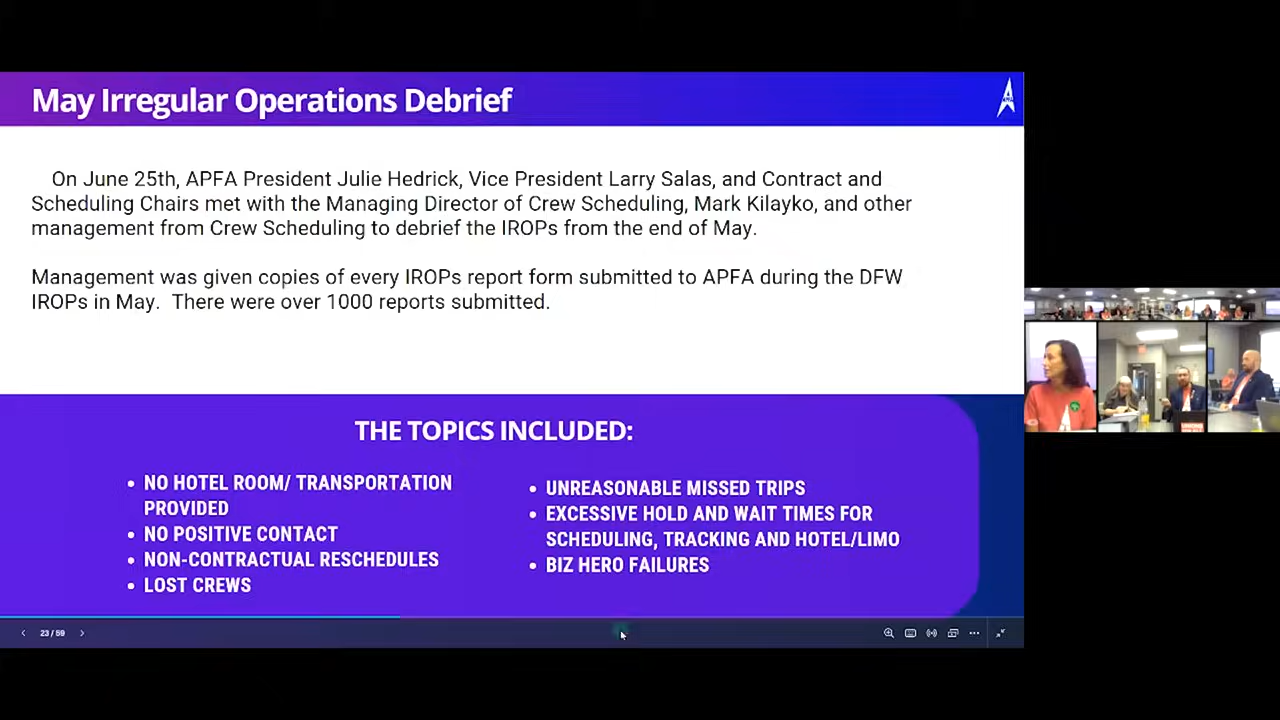 May Irregular Operations Debrief
On June 25th, APFA President Julie Hedrick, Vice President Larry Salas, and Contract and
Scheduling Chairs met with the Managing Director of Crew Scheduling, Mark Kilayko, and other
management from Crew Scheduling to debrief the IROPs from the end of May.
Management was given copies of every IROPs report form submitted to APFA during the DFW
IROPs in May.  There were over 1000 reports submitted.
THE TOPICS INCLUDED:
• NO HOTEL ROOM/ TRANSPORTATION
PROVIDED
• NO POSITIVE CONTACT
• NON-CONTRACTUAL RESCHEDULES
• LOST CREWS
• UNREASONABLE MISSED TRIPS
• EXCESSIVE HOLD AND WAIT TIMES FOR
SCHEDULING, TRACKING AND HOTEL/LIMO
• BIZ HERO FAILURES
23 / 59